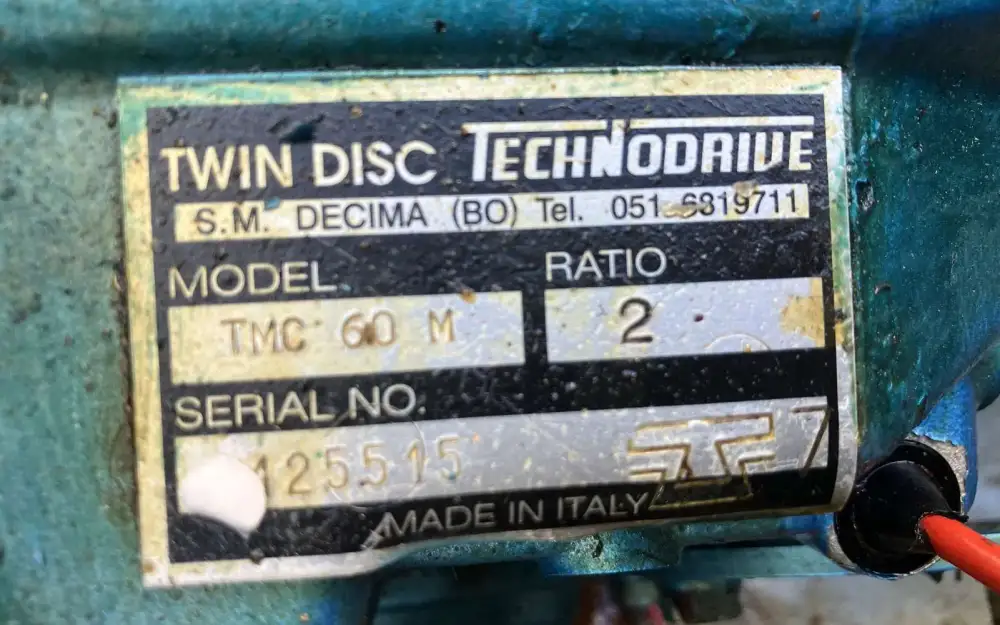 TWIN DISC TECHNODRIVE
S.M. DECIMA (BO) Tel. 051 6819711
MODEL RATIO
TMC 60 M 2
SERIAL NO.
125515
MADE IN ITALY